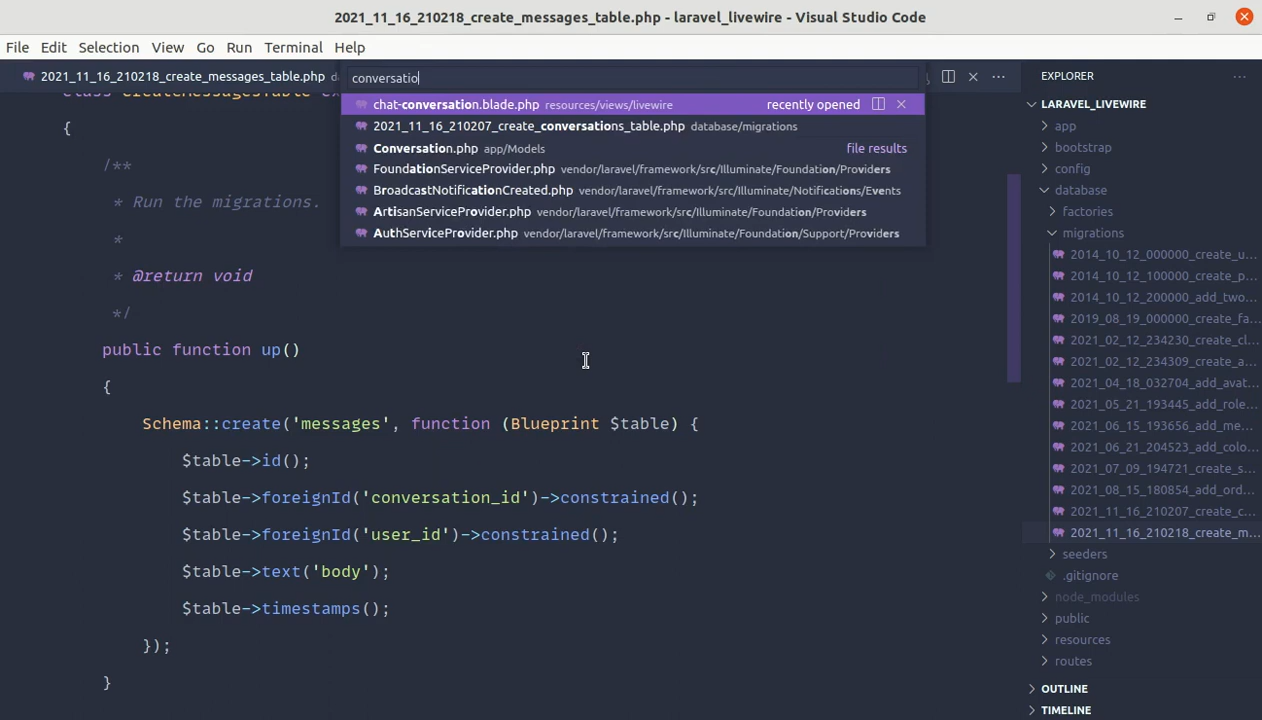 2021_11_16_210218_create_messages_table.php - laravel_livewire - Visual Studio Code
File Edit Selection View Go Run Terminal Help
2021_11_16_210218_create_messages_table.php
conversatio
chat-conversation.blade.php resources/views/livewire recently opened
2021_11_16_210207_create_conversations_table.php database/migrations
Conversation.php app/Models file results
FoundationServiceProvider.php vendor/laravel/framework/src/Illuminate/Foundation/Providers
BroadcastNotificationCreated.php vendor/laravel/framework/src/Illuminate/Notifications/Events
ArtisanServiceProvider.php vendor/laravel/framework/src/Illuminate/Foundation/Providers
AuthServiceProvider.php vendor/laravel/framework/src/Illuminate/Foundation/Support/Providers
class CreateMessagesTable
{
/**
* Run the migrations.
*
* @return void
*/
public function up()
{
Schema::create('messages', function (Blueprint $table) {
$table->id();
$table->foreignId('conversation_id')->constrained();
$table->foreignId('user_id')->constrained();
$table->text('body');
$table->timestamps();
});
}
EXPLORER
LARAVEL_LIVEWIRE
app
bootstrap
config
database
factories
migrations
2014_10_12_000000_create_u...
2014_10_12_100000_create_p...
2014_10_12_200000_add_two...
2019_08_19_000000_create_fa...
2021_02_12_234230_create_cl...
2021_02_12_234309_create_a...
2021_04_18_032704_add_avat...
2021_05_21_193445_add_role...
2021_06_15_193656_add_me...
2021_06_21_204523_add_colo...
2021_07_09_194721_create_s...
2021_08_15_180854_add_ord...
2021_11_16_210207_create_c...
2021_11_16_210218_create_m...
seeders
.gitignore
node_modules
public
resources
routes
OUTLINE
TIMELINE